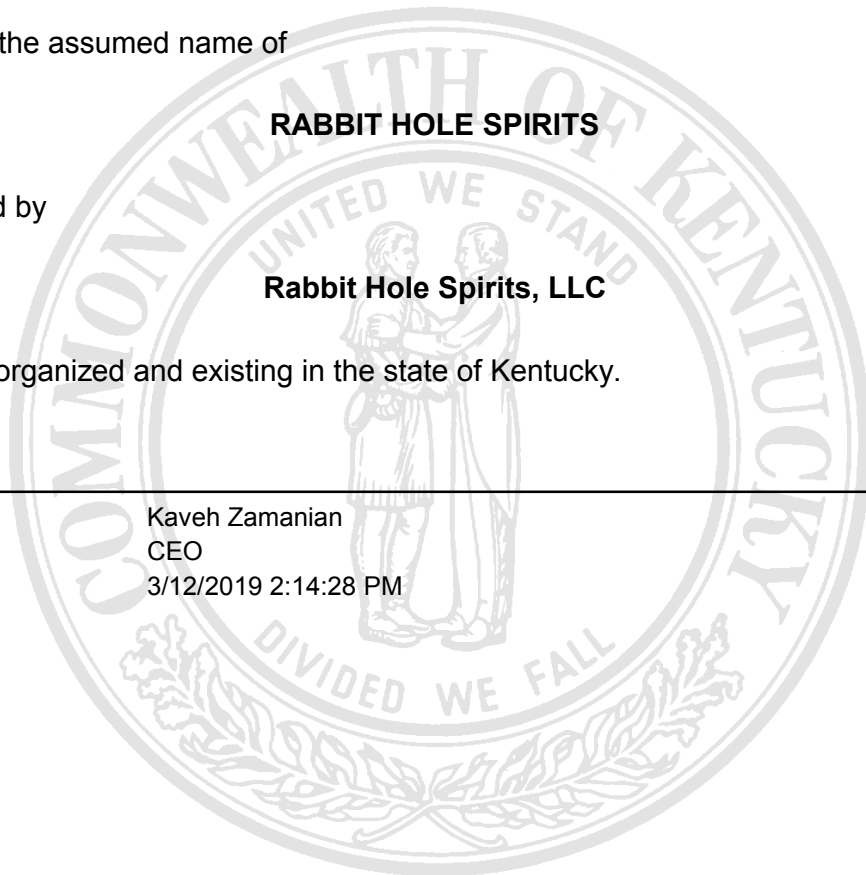 the assumed name of
RABBIT HOLE SPIRITS
d by
Rabbit Hole Spirits, LLC
organized and existing in the state of Kentucky.
Kaveh Zamanian
CEO
3/12/2019 2:14:28 PM
COMMONWEALTH OF KENTUCKY
UNITED WE STAND
DIVIDED WE FALL